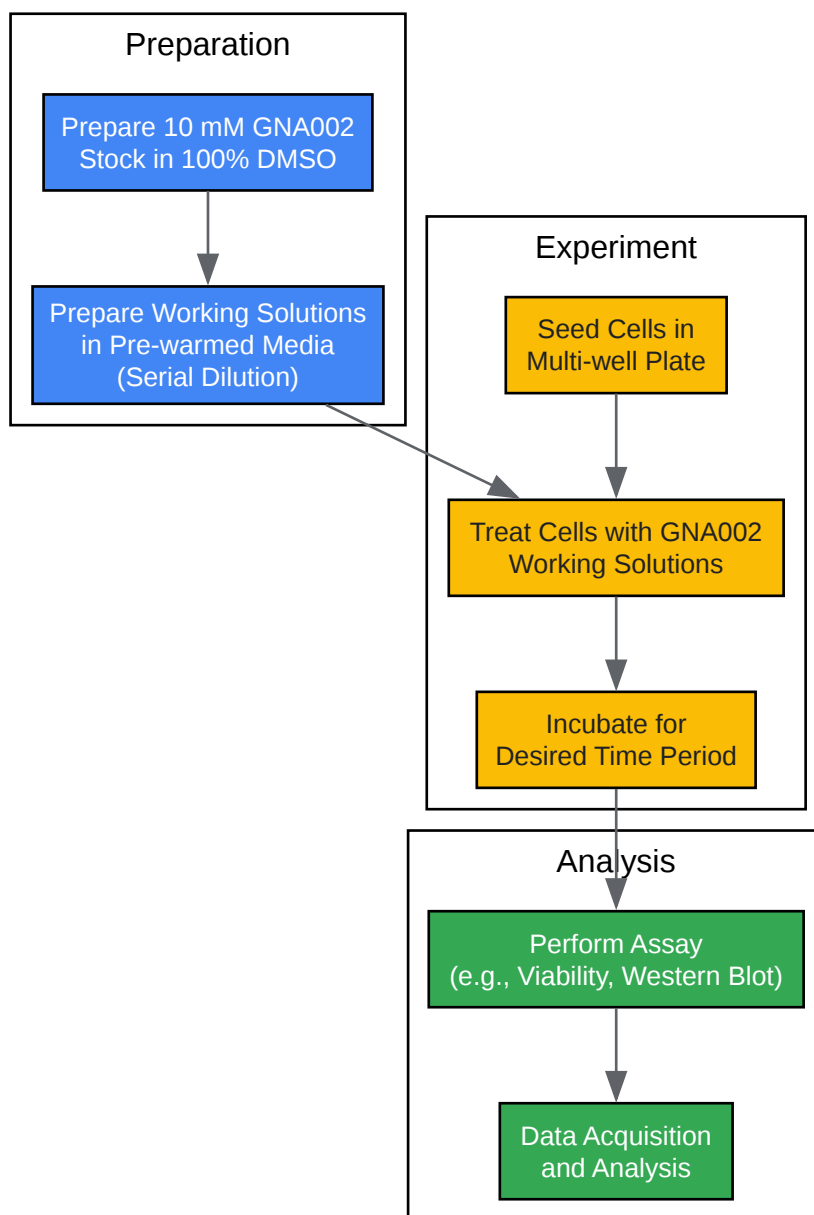 Preparation
Prepare 10 mM GNA002
Stock in 100% DMSO
Prepare Working Solutions
in Pre-warmed Media
(Serial Dilution)
Experiment
Seed Cells in
Multi-well Plate
Treat Cells with GNA002
Working Solutions
Incubate for
Desired Time Period
Analysis
Perform Assay
(e.g., Viability, Western Blot)
Data Acquisition
and Analysis